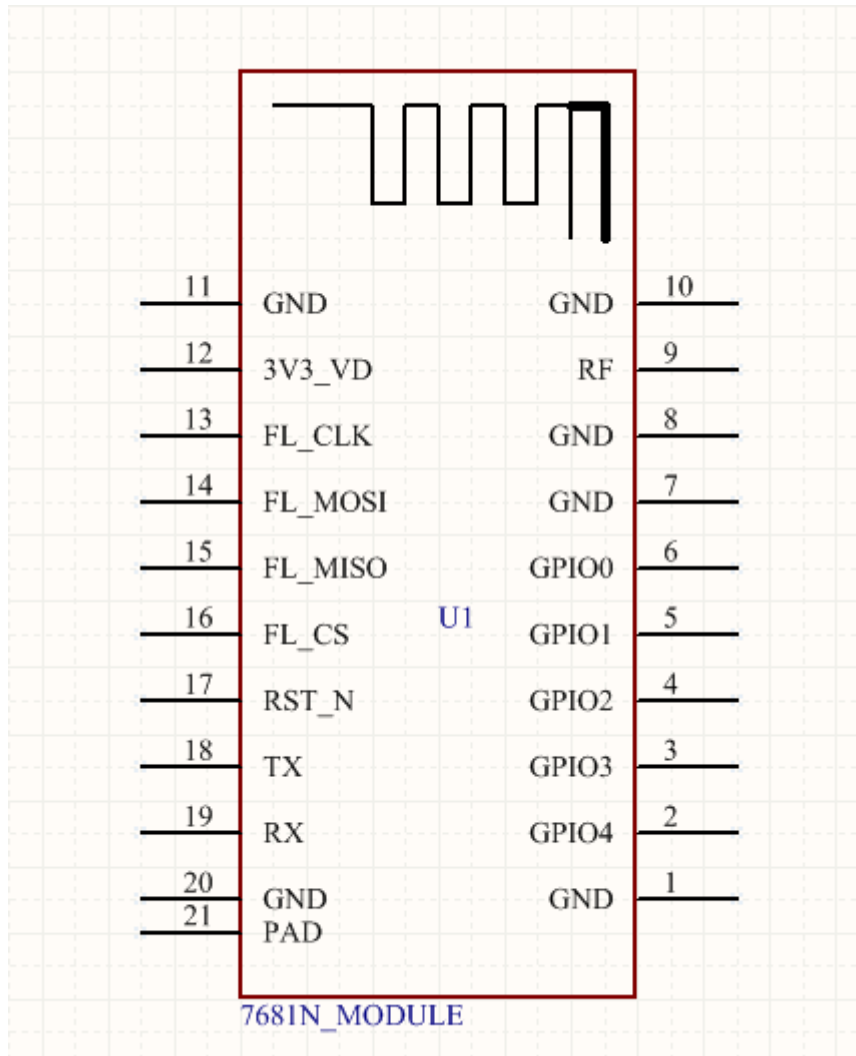 11 GND GND 10
12 3V3_VD RF 9
13 FL_CLK GND 8
14 FL_MOSI GND 7
15 FL_MISO GPIO0 6
U1
16 FL_CS GPIO1 5
17 RST_N GPIO2 4
18 TX GPIO3 3
19 RX GPIO4 2
20 GND GND 1
21 PAD
7681N_MODULE